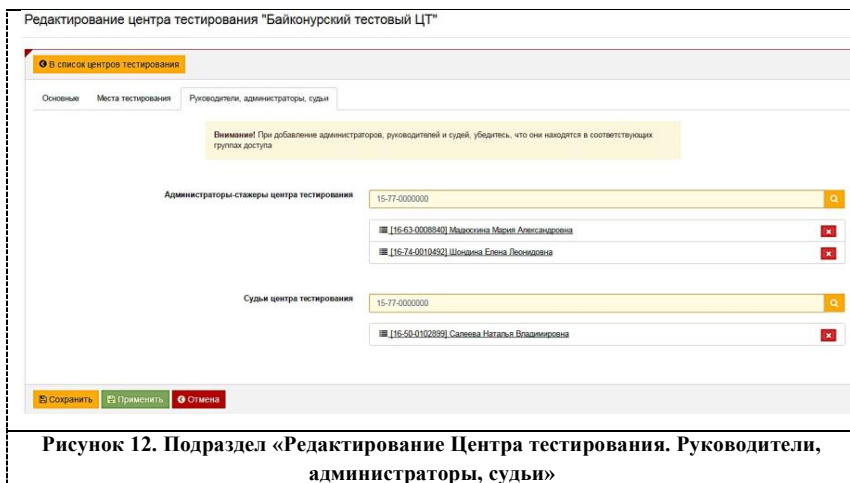 Редактирование центра тестирования "Байконурский тестовый ЦТ"
В список центров тестирования
Основные Места тестирования Руководители, администраторы, судьи
Внимание! При добавление администраторов, руководителей и судей, убедитесь, что они находятся в соответствующих
группах доступа
Администраторы-стажеры центра тестирования 15-77-0000000
[16-63-0008840] Мадюскина Мария Александровна
[16-74-0010492] Шондина Елена Леонидовна
Судьи центра тестирования 15-77-0000000
[16-50-0102899] Салеева Наталья Владимировна
Сохранить Применить Отмена
Рисунок 12. Подраздел «Редактирование Центра тестирования. Руководители,
администраторы, судьи»